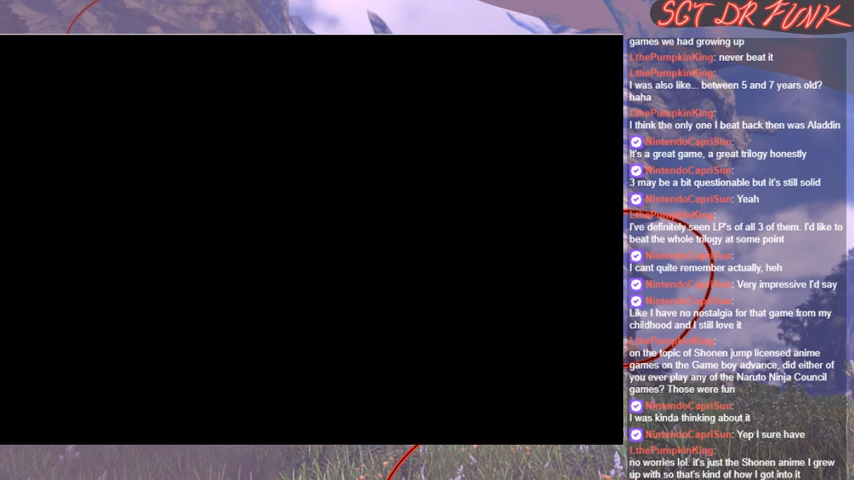 SGT DR FUNK
games we had growing up
LthePumpkinKing: never beat it
LthePumpkinKing:
I was also like... between 5 and 7 years old?
haha
LthePumpkinKing:
I think the only one I beat back then was Aladdin
NintendoCapriSun:
It's a great game, a great trilogy honestly
NintendoCapriSun:
3 may be a bit questionable but it's still solid
NintendoCapriSun: Yeah
LthePumpkinKing:
I've definitely seen LP's of all 3 of them. I'd like to
beat the whole trilogy at some point
NintendoCapriSun:
I cant quite remember actually, heh
NintendoCapriSun: Very impressive I'd say
NintendoCapriSun:
Like I have no nostalgia for that game from my
childhood and I still love it
LthePumpkinKing:
on the topic of Shonen jump licensed anime
games on the Game boy advance, did either of
you ever play any of the Naruto Ninja Council
games? Those were fun
NintendoCapriSun:
I was kinda thinking about it
NintendoCapriSun: Yep I sure have
LthePumpkinKing:
no worries lol. it's just the Shonen anime I grew
up with so that's kind of how I got into it